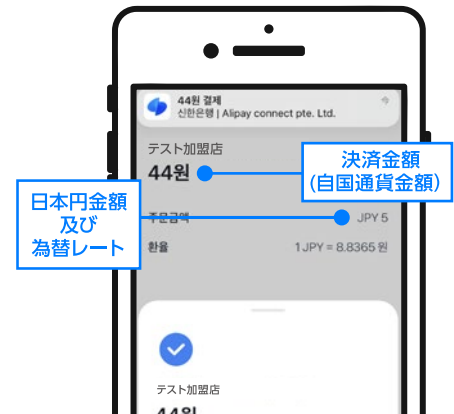 44원 결제
신한은행 | Alipay connect pte. Ltd.
テスト加盟店
44원
決済金額
(自国通貨金額)
日本円金額
及び
為替レート
주문금액
JPY 5
환율
1 JPY = 8.8365 원
テスト加盟店
44원